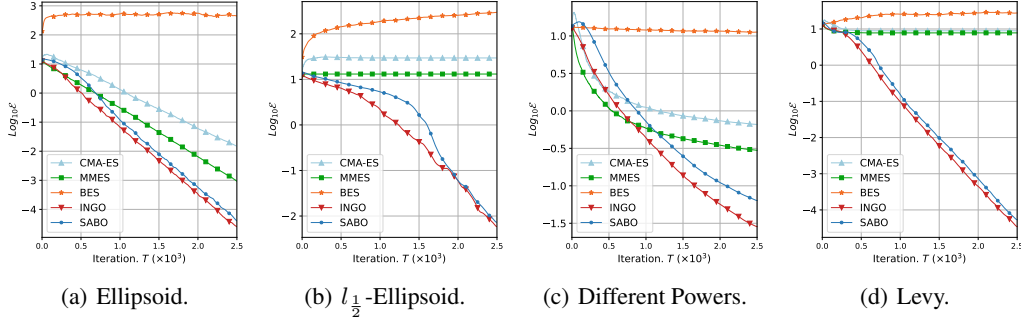 3
2
1
0
−1
−2
−3
−4
Log₁₀ℰ
CMA-ES
MMES
BES
INGO
SABO
0.0 0.5 1.0 1.5 2.0 2.5
Iteration. T (×10³)
(a) Ellipsoid.
2
1
0
−1
−2
Log₁₀ℰ
CMA-ES
MMES
BES
INGO
SABO
0.0 0.5 1.0 1.5 2.0 2.5
Iteration. T (×10³)
(b) l_{1/2}-Ellipsoid.
1.0
0.5
0.0
−0.5
−1.0
−1.5
Log₁₀ℰ
CMA-ES
MMES
BES
INGO
SABO
0.0 0.5 1.0 1.5 2.0 2.5
Iteration. T (×10³)
(c) Different Powers.
1
0
−1
−2
−3
−4
Log₁₀ℰ
CMA-ES
MMES
BES
INGO
SABO
0.0 0.5 1.0 1.5 2.0 2.5
Iteration. T (×10³)
(d) Levy.